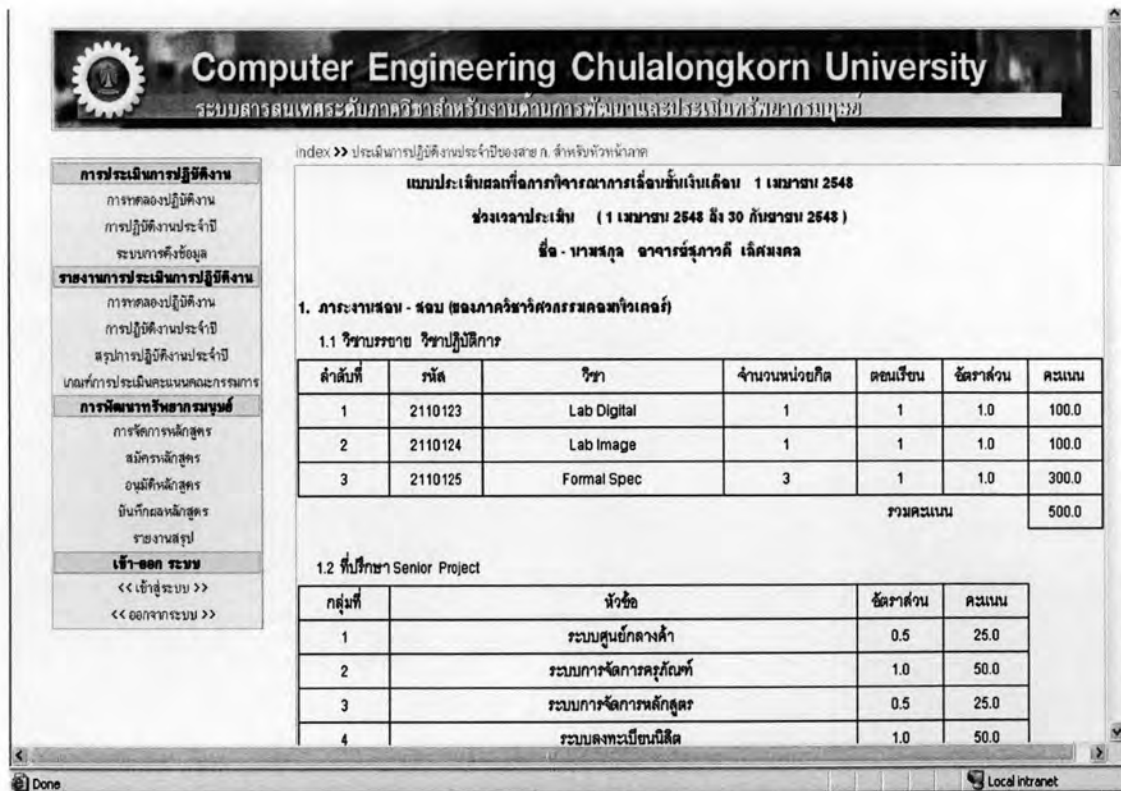 Computer Engineering Chulalongkorn University
ระบบสารสนเทศระดับภาควิชาสำหรับงานด้านการพัฒนาและประเมินทรัพยากรมนุษย์
index >> ประเมินการปฏิบัติงานประจำปีของสาย ก. สำหรับหัวหน้าภาค
การประเมินการปฏิบัติงาน
การทดลองปฏิบัติงาน
การปฏิบัติงานประจำปี
ระบบการดึงข้อมูล
รายงานการประเมินการปฏิบัติงาน
การทดลองปฏิบัติงาน
การปฏิบัติงานประจำปี
สรุปการปฏิบัติงานประจำปี
เกณฑ์การประเมินคะแนนคณะกรรมการ
การพัฒนาทรัพยากรมนุษย์
การจัดการหลักสูตร
สมัครหลักสูตร
อนุมัติหลักสูตร
บันทึกผลหลักสูตร
รายงานสรุป
เข้า-ออก ระบบ
<< เข้าสู่ระบบ >>
<< ออกจากระบบ >>
แบบประเมินผลเพื่อการพิจารณาการเลื่อนขั้นเงินเดือน 1 เมษายน 2548
ช่วงเวลาประเมิน ( 1 เมษายน 2548 ถึง 30 กันยายน 2548 )
ชื่อ - นามสกุล อาจารย์สุภาวดี เลิศมงคล
1. ภาระงานสอน - สอบ (ของภาควิชาวิศวกรรมคอมพิวเตอร์)
1.1 วิชาบรรยาย วิชาปฏิบัติการ
ลำดับที่ รหัส วิชา จำนวนหน่วยกิต ตอนเรียน อัตราส่วน คะแนน
1 2110123 Lab Digital 1 1 1.0 100.0
2 2110124 Lab Image 1 1 1.0 100.0
3 2110125 Formal Spec 3 1 1.0 300.0
รวมคะแนน 500.0
1.2 ที่ปรึกษา Senior Project
กลุ่มที่ หัวข้อ อัตราส่วน คะแนน
1 ระบบศูนย์กลางค้า 0.5 25.0
2 ระบบการจัดการครุภัณฑ์ 1.0 50.0
3 ระบบการจัดการหลักสูตร 0.5 25.0
4 ระบบลงทะเบียนนิสิต 1.0 50.0
Done Local intranet